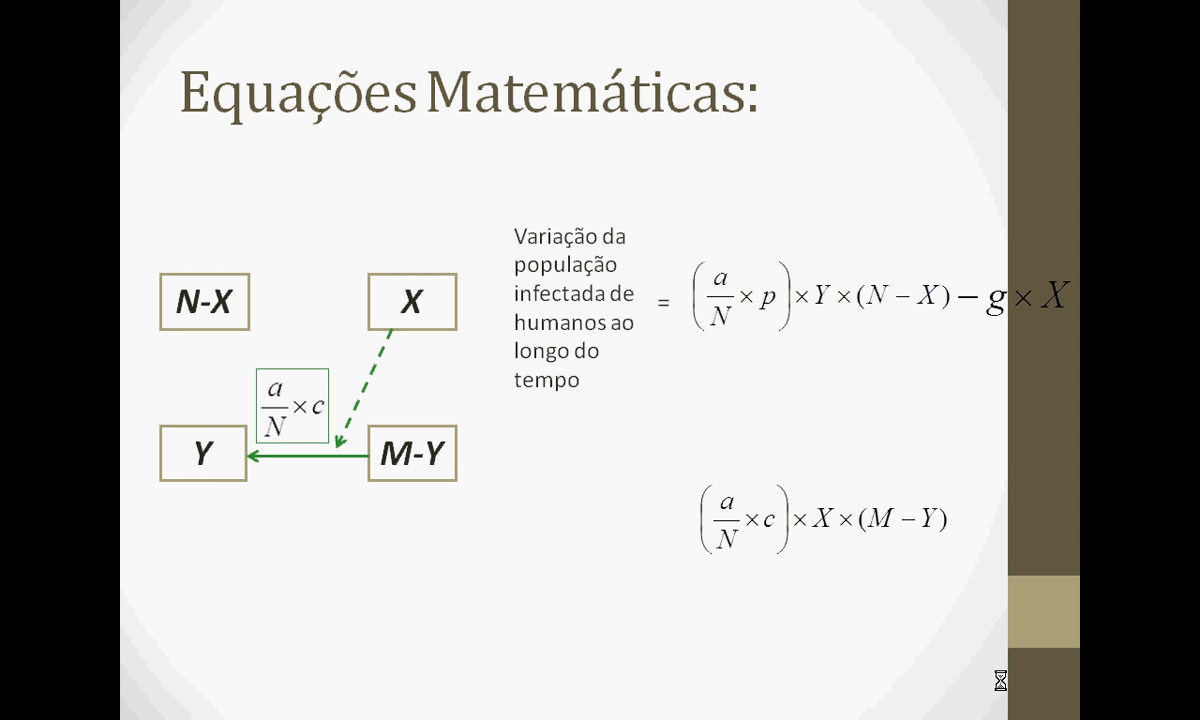 Equações Matemáticas:
N-X
X
a/N × c
Y
M-Y
Variação da
população
infectada de
humanos ao
longo do
tempo
= (a/N × p) × Y × (N − X) − g × X
(a/N × c) × X × (M − Y)